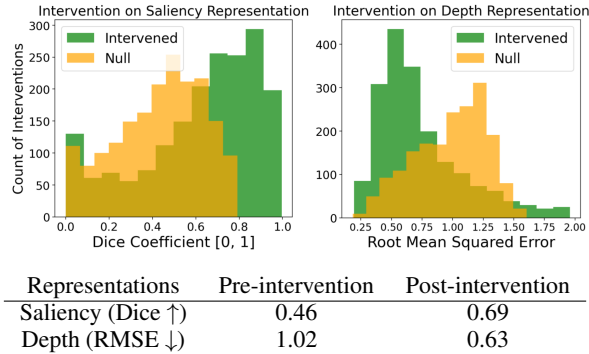 Intervention on Saliency Representation
Intervention on Depth Representation
Intervened
Null
Intervened
Null
Count of Interventions
300
250
200
150
100
50
0
400
300
200
100
0
0.0 0.2 0.4 0.6 0.8 1.0
0.25 0.50 0.75 1.00 1.25 1.50 1.75 2.00
Dice Coefficient [0, 1]
Root Mean Squared Error
Representations Pre-intervention Post-intervention
Saliency (Dice ↑) 0.46 0.69
Depth (RMSE ↓) 1.02 0.63